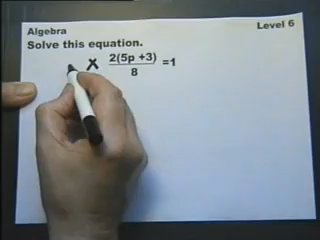 Algebra
Level 6
Solve this equation.
× 2(5p +3)/8 =1